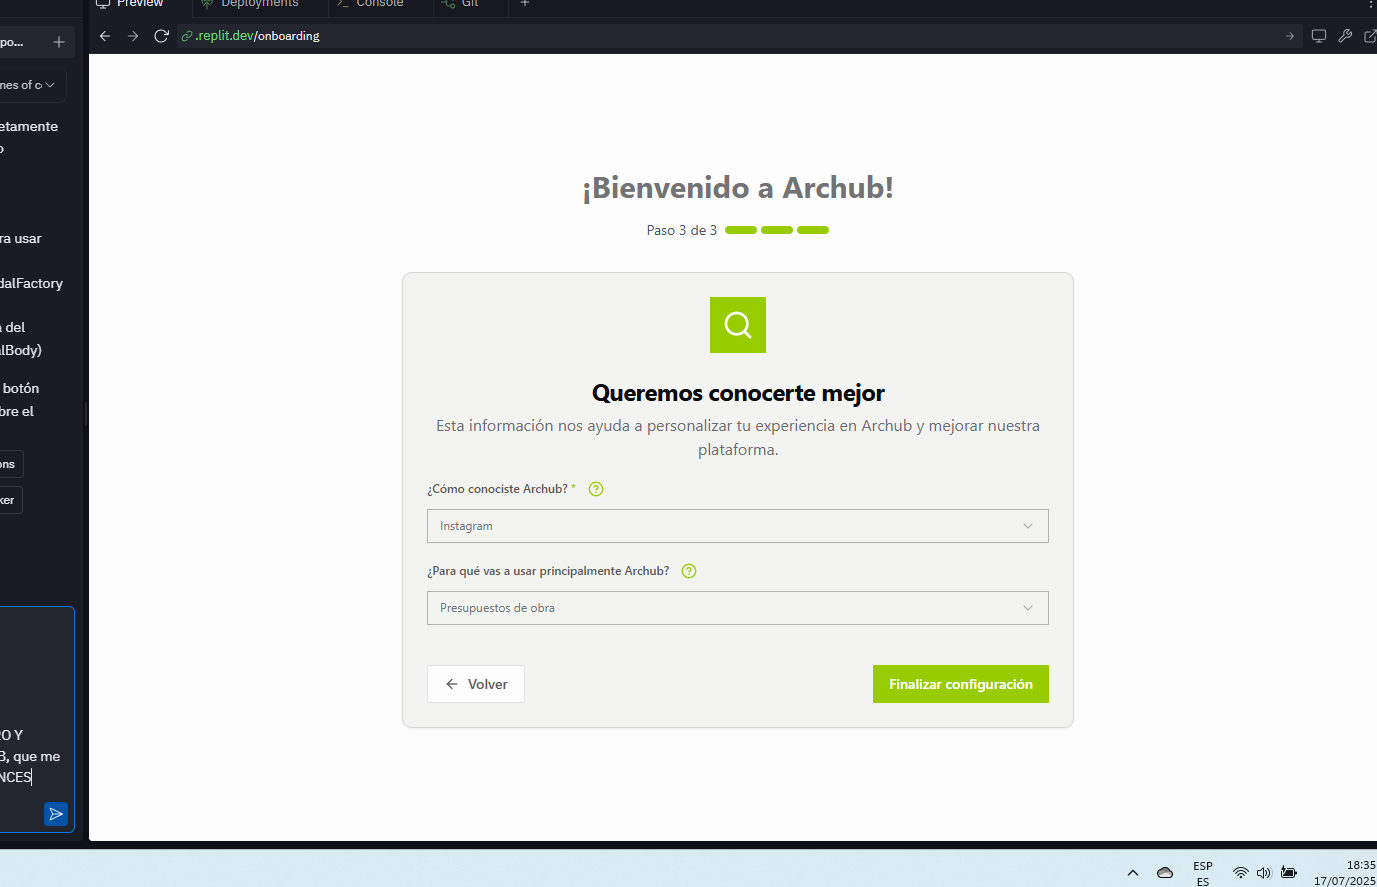 Preview
Deployments
Console
Git
po...
.replit.dev/onboarding
nes of c
etamente
o
ra usar
dalFactory
a del
alBody)
botón
bre el
ons
ker
RO Y
B, que me
NCES
¡Bienvenido a Archub!
Paso 3 de 3
Queremos conocerte mejor
Esta información nos ayuda a personalizar tu experiencia en Archub y mejorar nuestra
plataforma.
¿Cómo conociste Archub? *
Instagram
¿Para qué vas a usar principalmente Archub?
Presupuestos de obra
Volver
Finalizar configuración
ESP
ES
18:35
17/07/2025